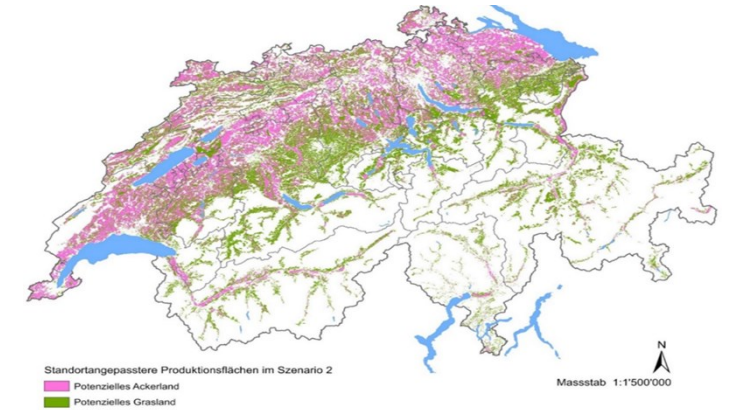 N
Standortangepasstere Produktionsflächen im Szenario 2
Massstab 1:1'500'000
Potenzielles Ackerland
Potenzielles Grasland